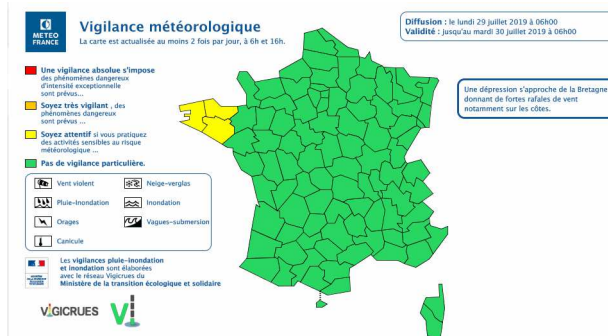 METEO
FRANCE
Vigilance météorologique
La carte est actualisée au moins 2 fois par jour, à 6h et 16h.
Diffusion : le lundi 29 juillet 2019 à 06h00
Validité : jusqu'au mardi 30 juillet 2019 à 06h00
Une vigilance absolue s'impose
des phénomènes dangereux
d'intensité exceptionnelle
sont prévus...
Soyez très vigilant , des
phénomènes dangereux
sont prévus ...
Soyez attentif si vous pratiquez
des activités sensibles au risque
météorologique ...
Pas de vigilance particulière.
Une dépression s'approche de la Bretagne
donnant de fortes rafales de vent
notamment sur les côtes.
Vent violent
Neige-verglas
Pluie-Inondation
Inondation
Orages
Vagues-submersion
Canicule
Les vigilances pluie-inondation
et inondation sont élaborées
avec le réseau Vigicrues du
Ministère de la transition écologique et solidaire
VIGICRUES